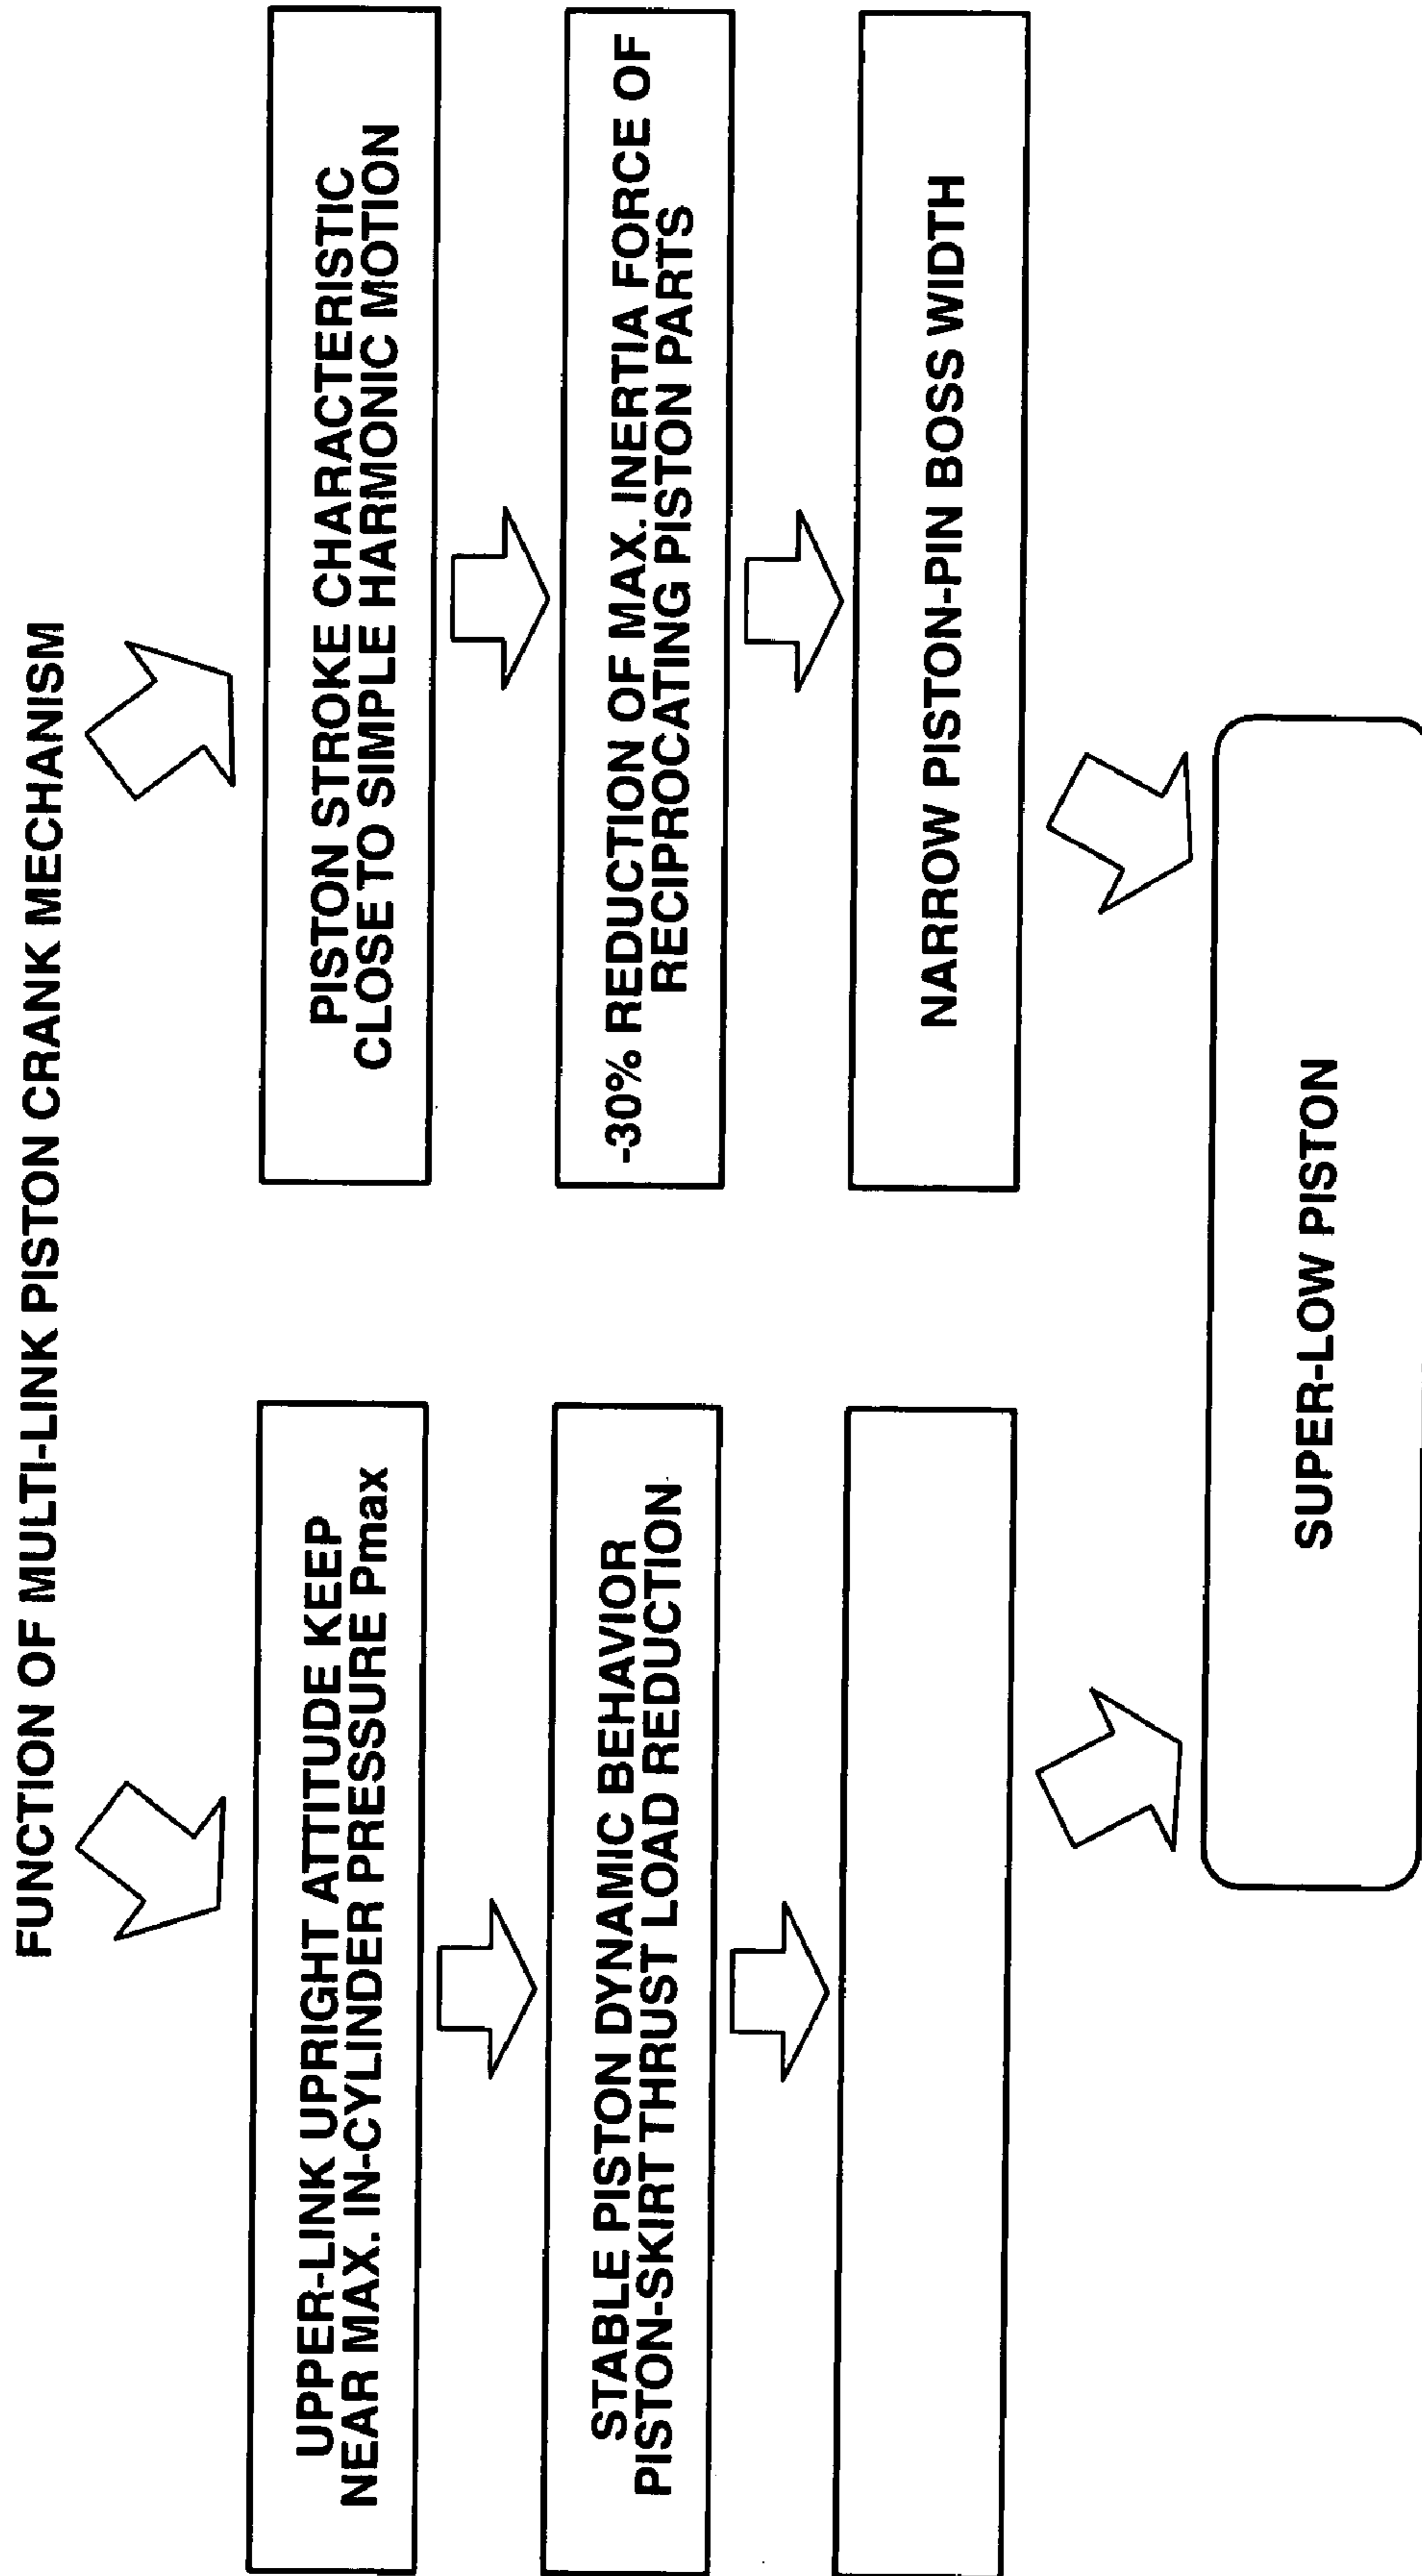 FUNCTION OF MULTI-LINK PISTON CRANK MECHANISM
UPPER-LINK UPRIGHT ATTITUDE KEEP
NEAR MAX. IN-CYLINDER PRESSURE Pmax
STABLE PISTON DYNAMIC BEHAVIOR
PISTON-SKIRT THRUST LOAD REDUCTION
PISTON STROKE CHARACTERISTIC
CLOSE TO SIMPLE HARMONIC MOTION
-30% REDUCTION OF MAX. INERTIA FORCE OF
RECIPROCATING PISTON PARTS
NARROW PISTON-PIN BOSS WIDTH
SUPER-LOW PISTON